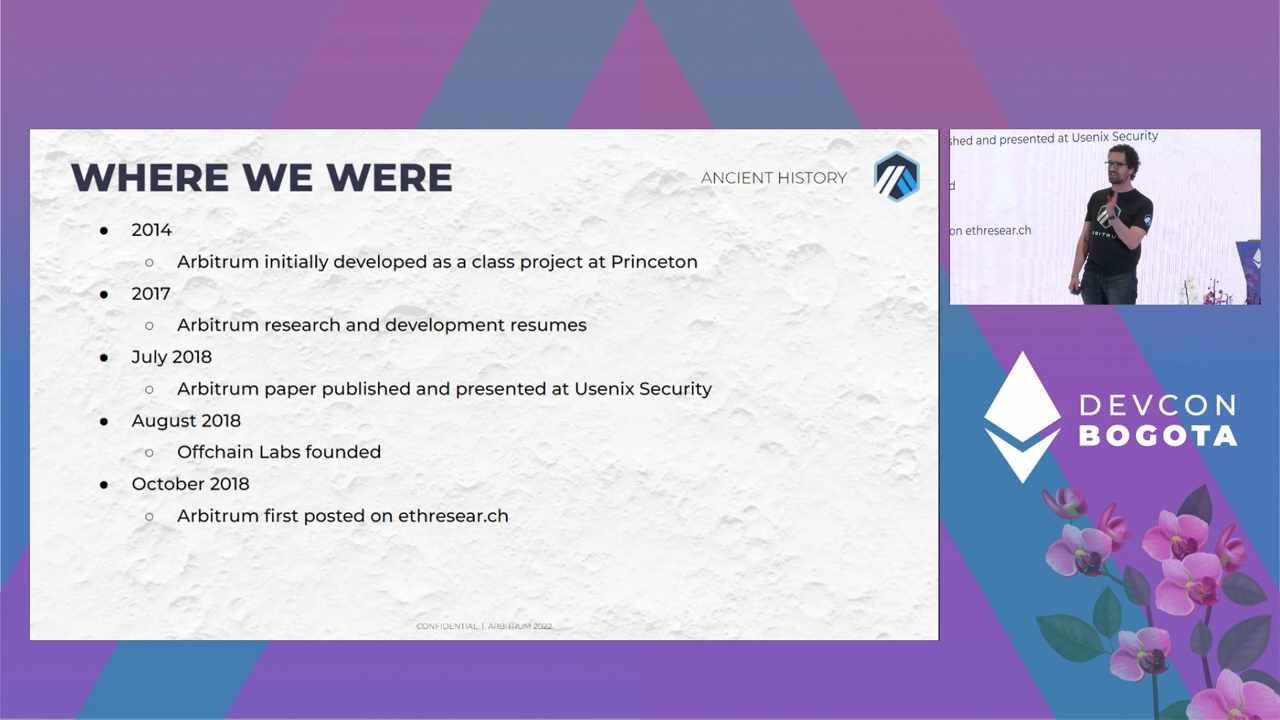 WHERE WE WERE
ANCIENT HISTORY
● 2014
○ Arbitrum initially developed as a class project at Princeton
● 2017
○ Arbitrum research and development resumes
● July 2018
○ Arbitrum paper published and presented at Usenix Security
● August 2018
○ Offchain Labs founded
● October 2018
○ Arbitrum first posted on ethresear.ch
CONFIDENTIAL | ARBITRUM 2022
shed and presented at Usenix Security
d
on ethresear.ch
DEVCON
BOGOTA